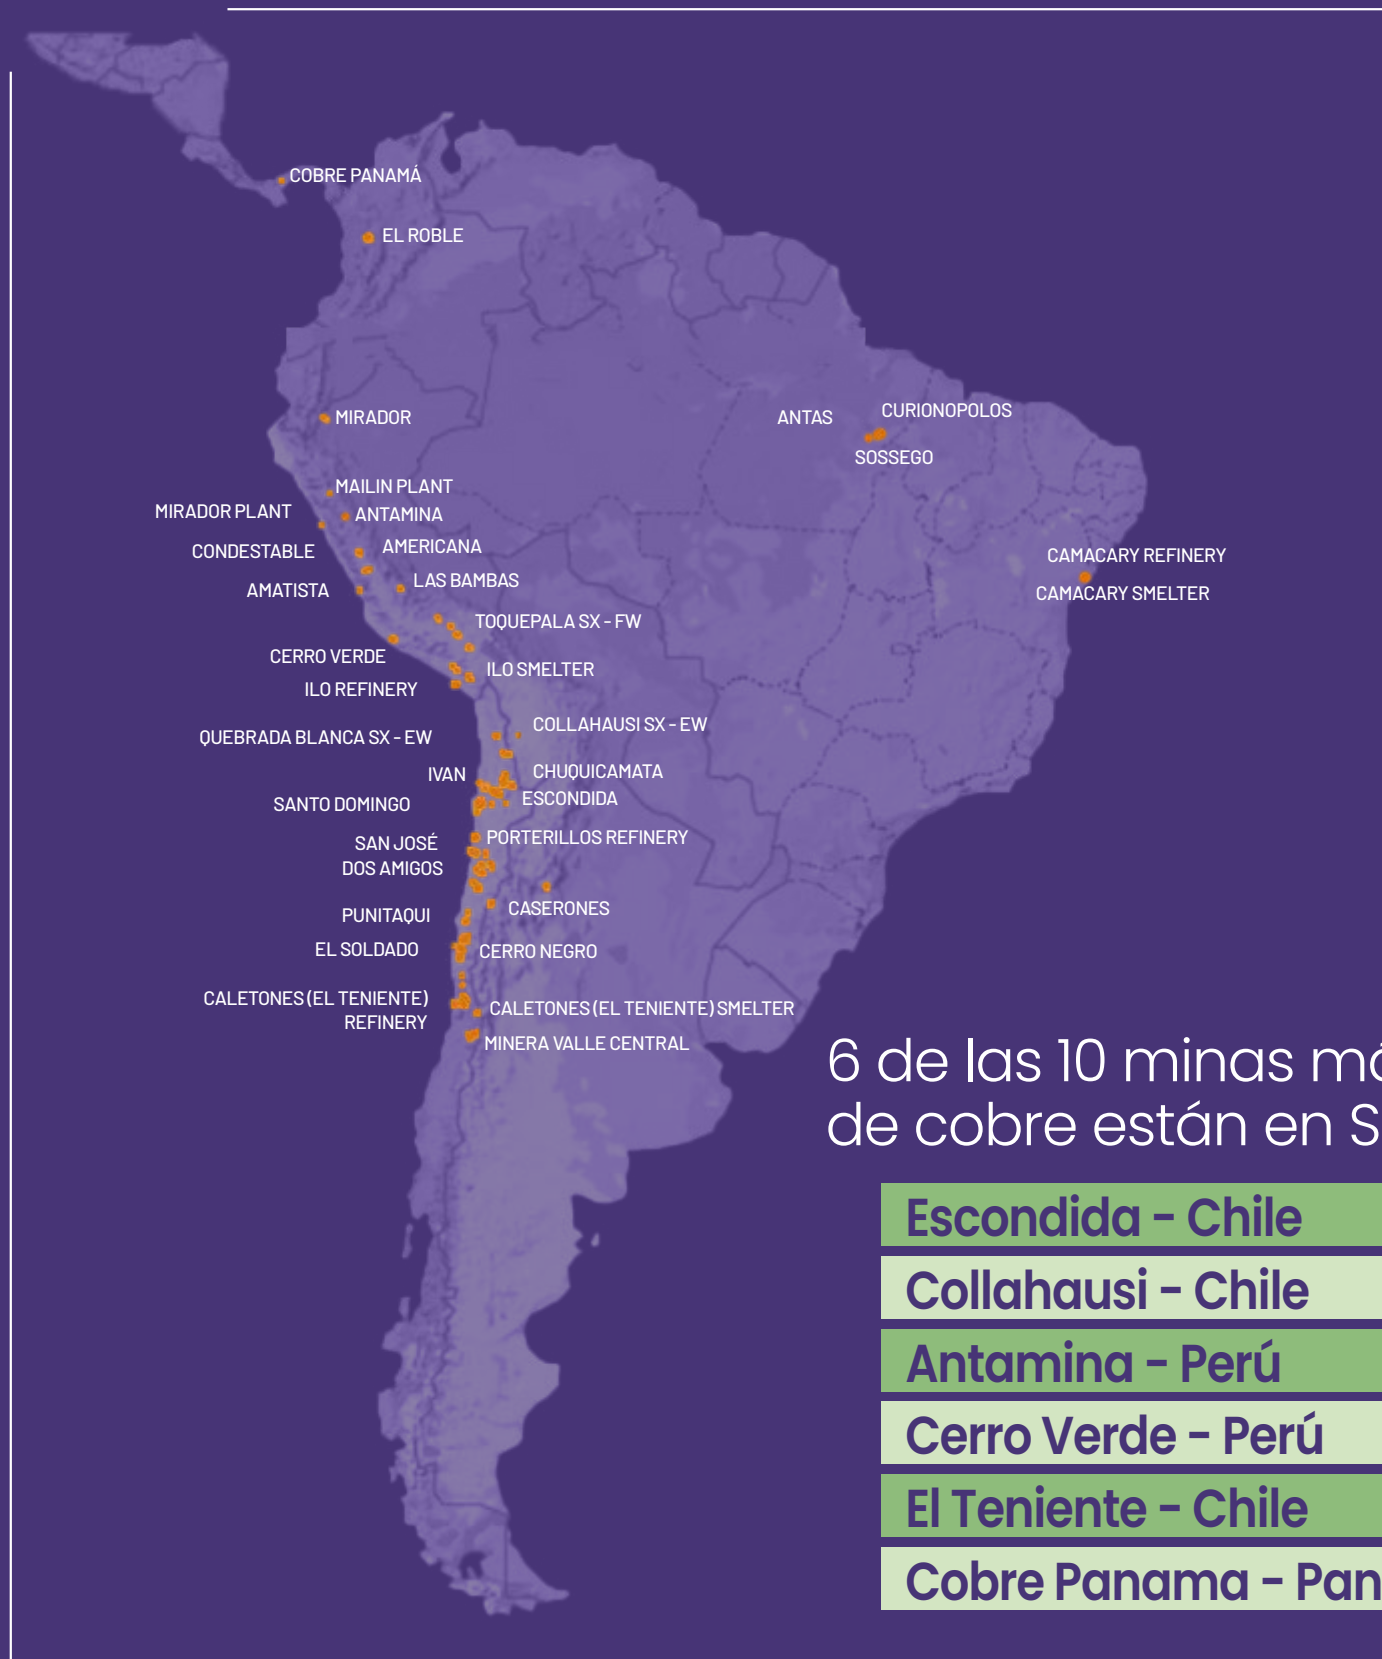 COBRE PANAMÁ
EL ROBLE
MIRADOR
ANTAS
CURIONOPOLOS
SOSSEGO
MAILIN PLANT
MIRADOR PLANT
ANTAMINA
CONDESTABLE
AMERICANA
AMATISTA
LAS BAMBAS
CAMACARY REFINERY
CAMACARY SMELTER
TOQUEPALA SX - FW
CERRO VERDE
ILO SMELTER
ILO REFINERY
COLLAHAUSI SX - EW
QUEBRADA BLANCA SX - EW
IVAN
CHUQUICAMATA
SANTO DOMINGO
ESCONDIDA
SAN JOSÉ
PORTERILLOS REFINERY
DOS AMIGOS
PUNITAQUI
CASERONES
EL SOLDADO
CERRO NEGRO
CALETONES (EL TENIENTE)
REFINERY
CALETONES (EL TENIENTE) SMELTER
MINERA VALLE CENTRAL
6 de las 10 minas má
de cobre están en S
Escondida - Chile
Collahausi - Chile
Antamina - Perú
Cerro Verde - Perú
El Teniente - Chile
Cobre Panama - Pan